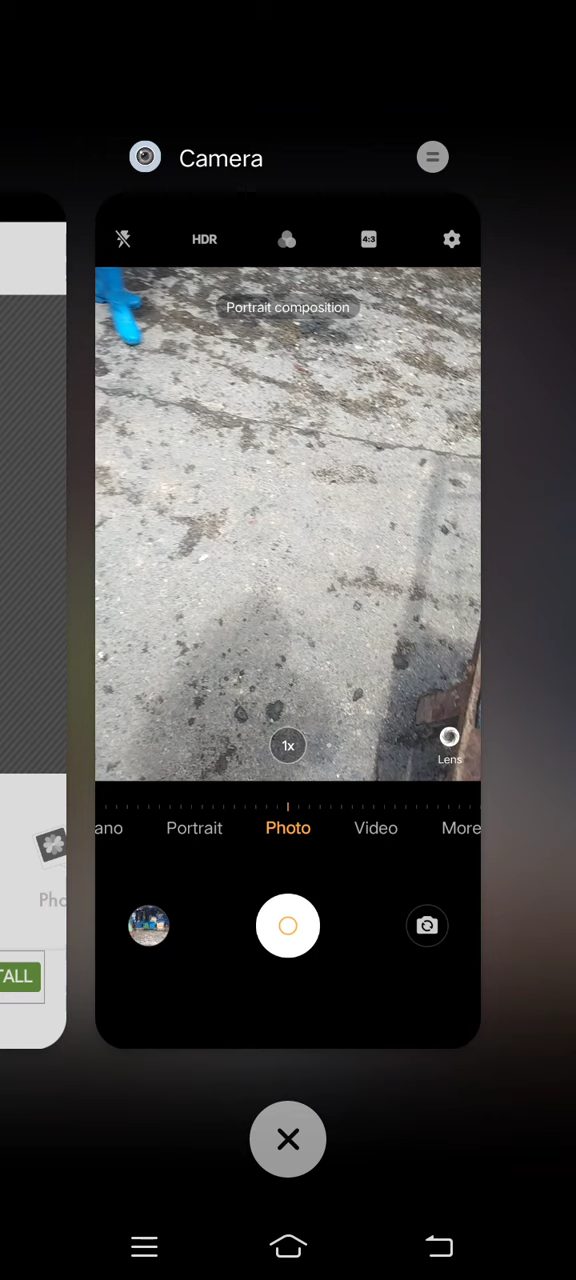 Camera
HDR
4:3
Portrait composition
1x
Lens
ano
Portrait
Photo
Video
More
Pho
TALL